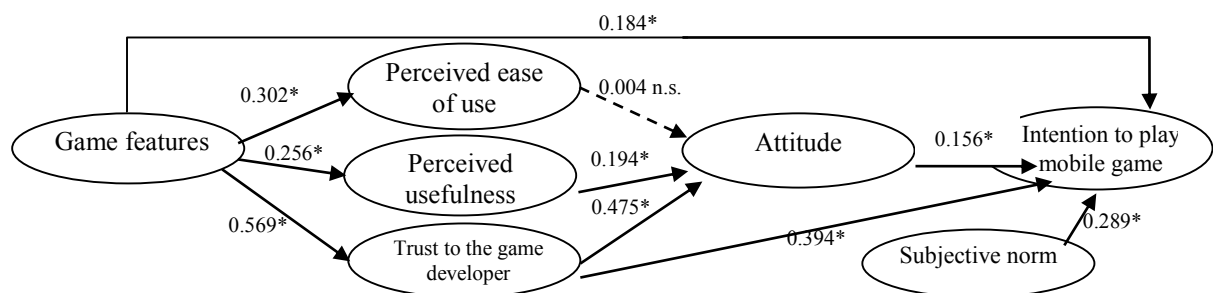 0.184*
Perceived ease
of use
0.004 n.s.
0.302*
Game features
Attitude
0.156*
Intention to play
mobile game
0.256*
Perceived
usefulness
0.194*
0.475*
0.569*
Trust to the game
developer
0.394*
0.289*
Subjective norm